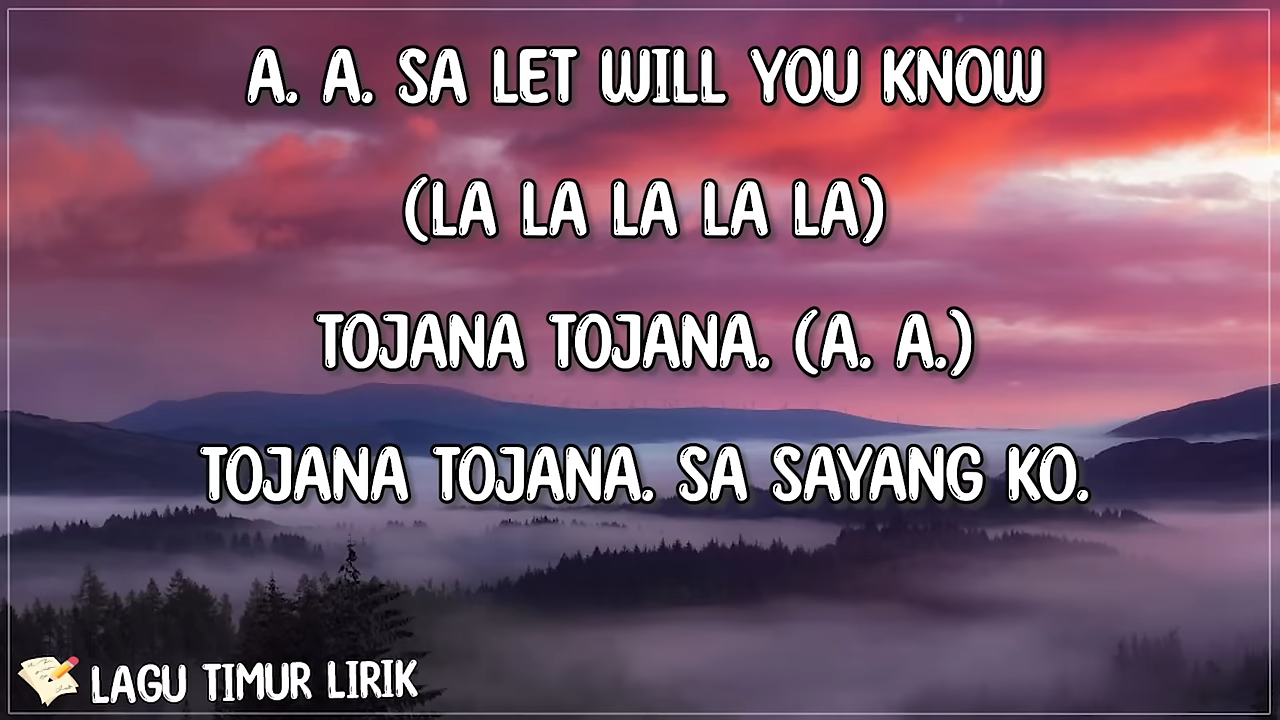 A. A. SA LET WILL YOU KNOW
(LA LA LA LA LA)
TOJANA TOJANA. (A. A.)
TOJANA TOJANA. SA SAYANG KO.
LAGU TIMUR LIRIK